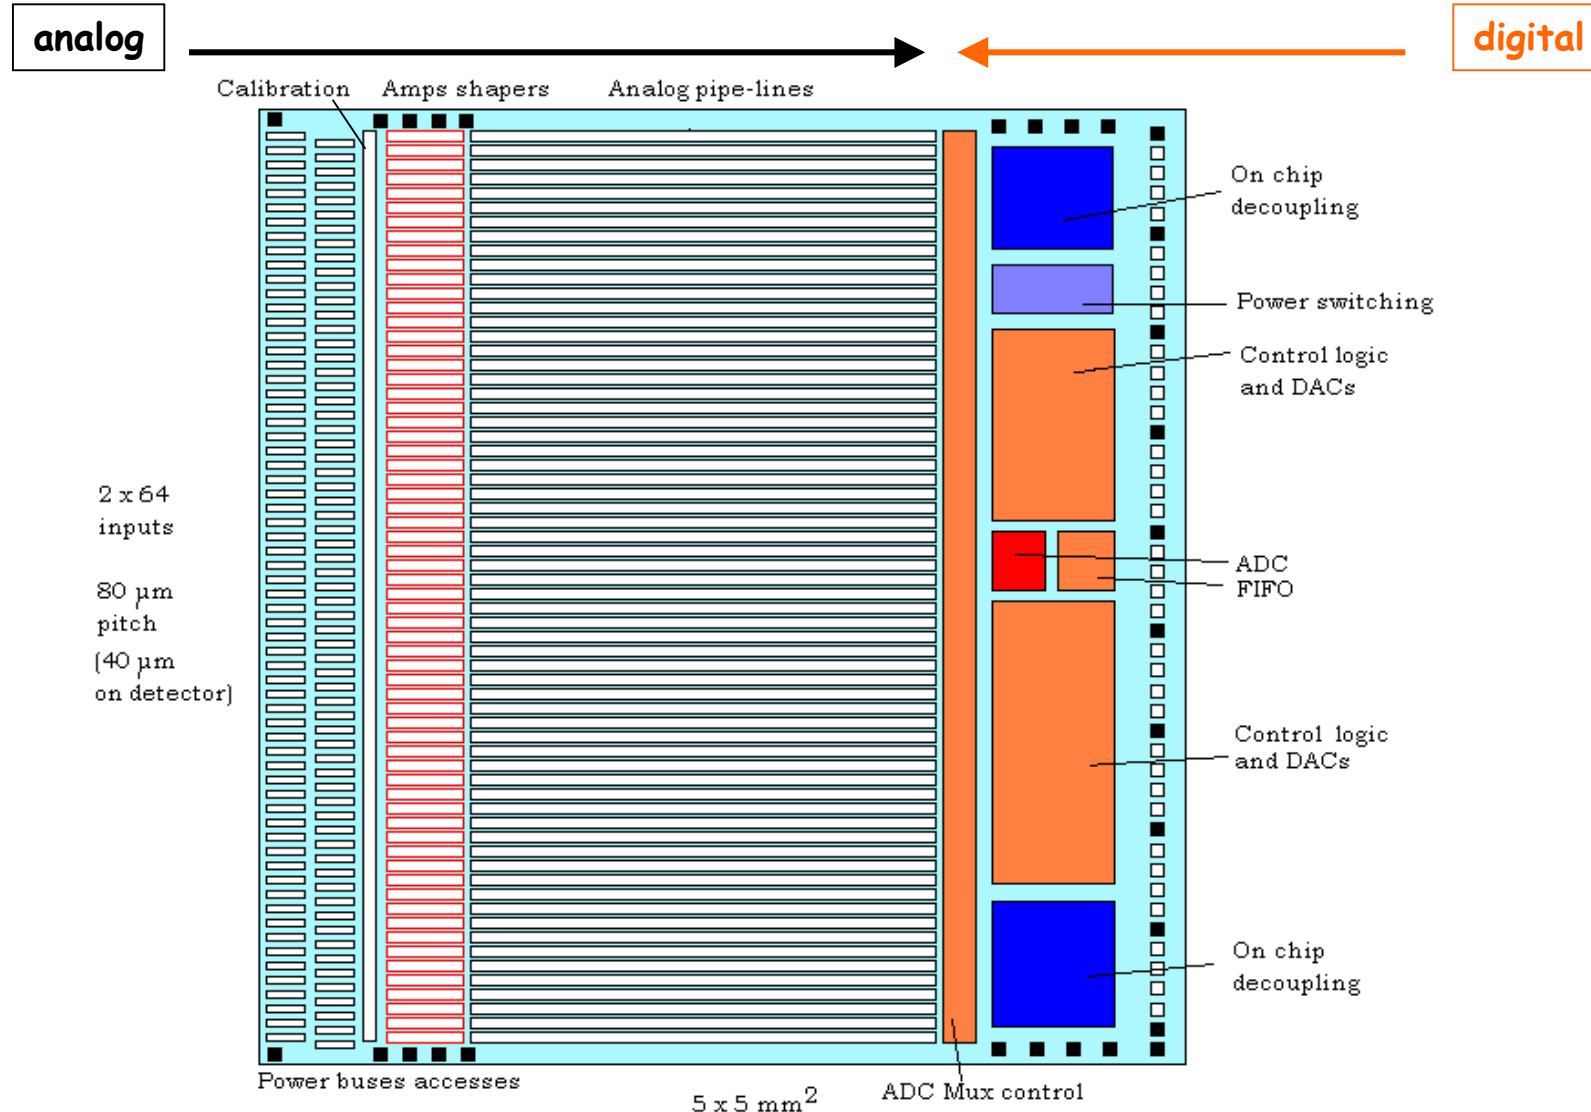 analog
digital
Calibration
Amps shapers
Analog pipe-lines
On chip
decoupling
Power switching
Control logic
and DACs
2 x 64
inputs
ADC
FIFO
80 µm
pitch
(40 µm
on detector)
Control logic
and DACs
On chip
decoupling
Power buses accesses
5 x 5 mm²
ADC Mux control